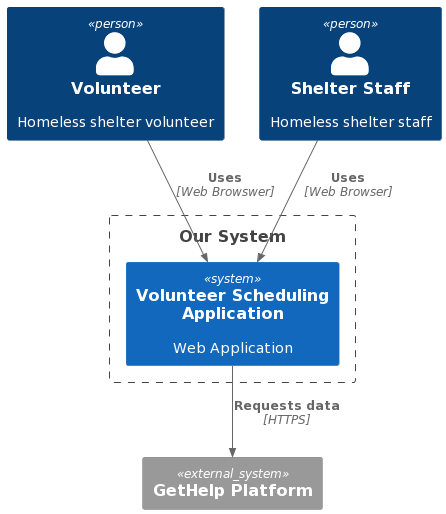 «person»
Volunteer
Homeless shelter volunteer
«person»
Shelter Staff
Homeless shelter staff
Uses
[Web Browswer]
Uses
[Web Browser]
Our System
«system»
Volunteer Scheduling
Application
Web Application
Requests data
[HTTPS]
«external_system»
GetHelp Platform